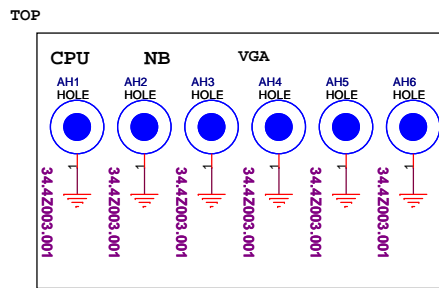 TOP
CPU NB VGA
AH1 AH2 AH3 AH4 AH5 AH6
HOLE HOLE HOLE HOLE HOLE HOLE
1 1 1 1 1 1
34.4Z003.001 34.4Z003.001 34.4Z003.001 34.4Z003.001 34.4Z003.001 34.4Z003.001